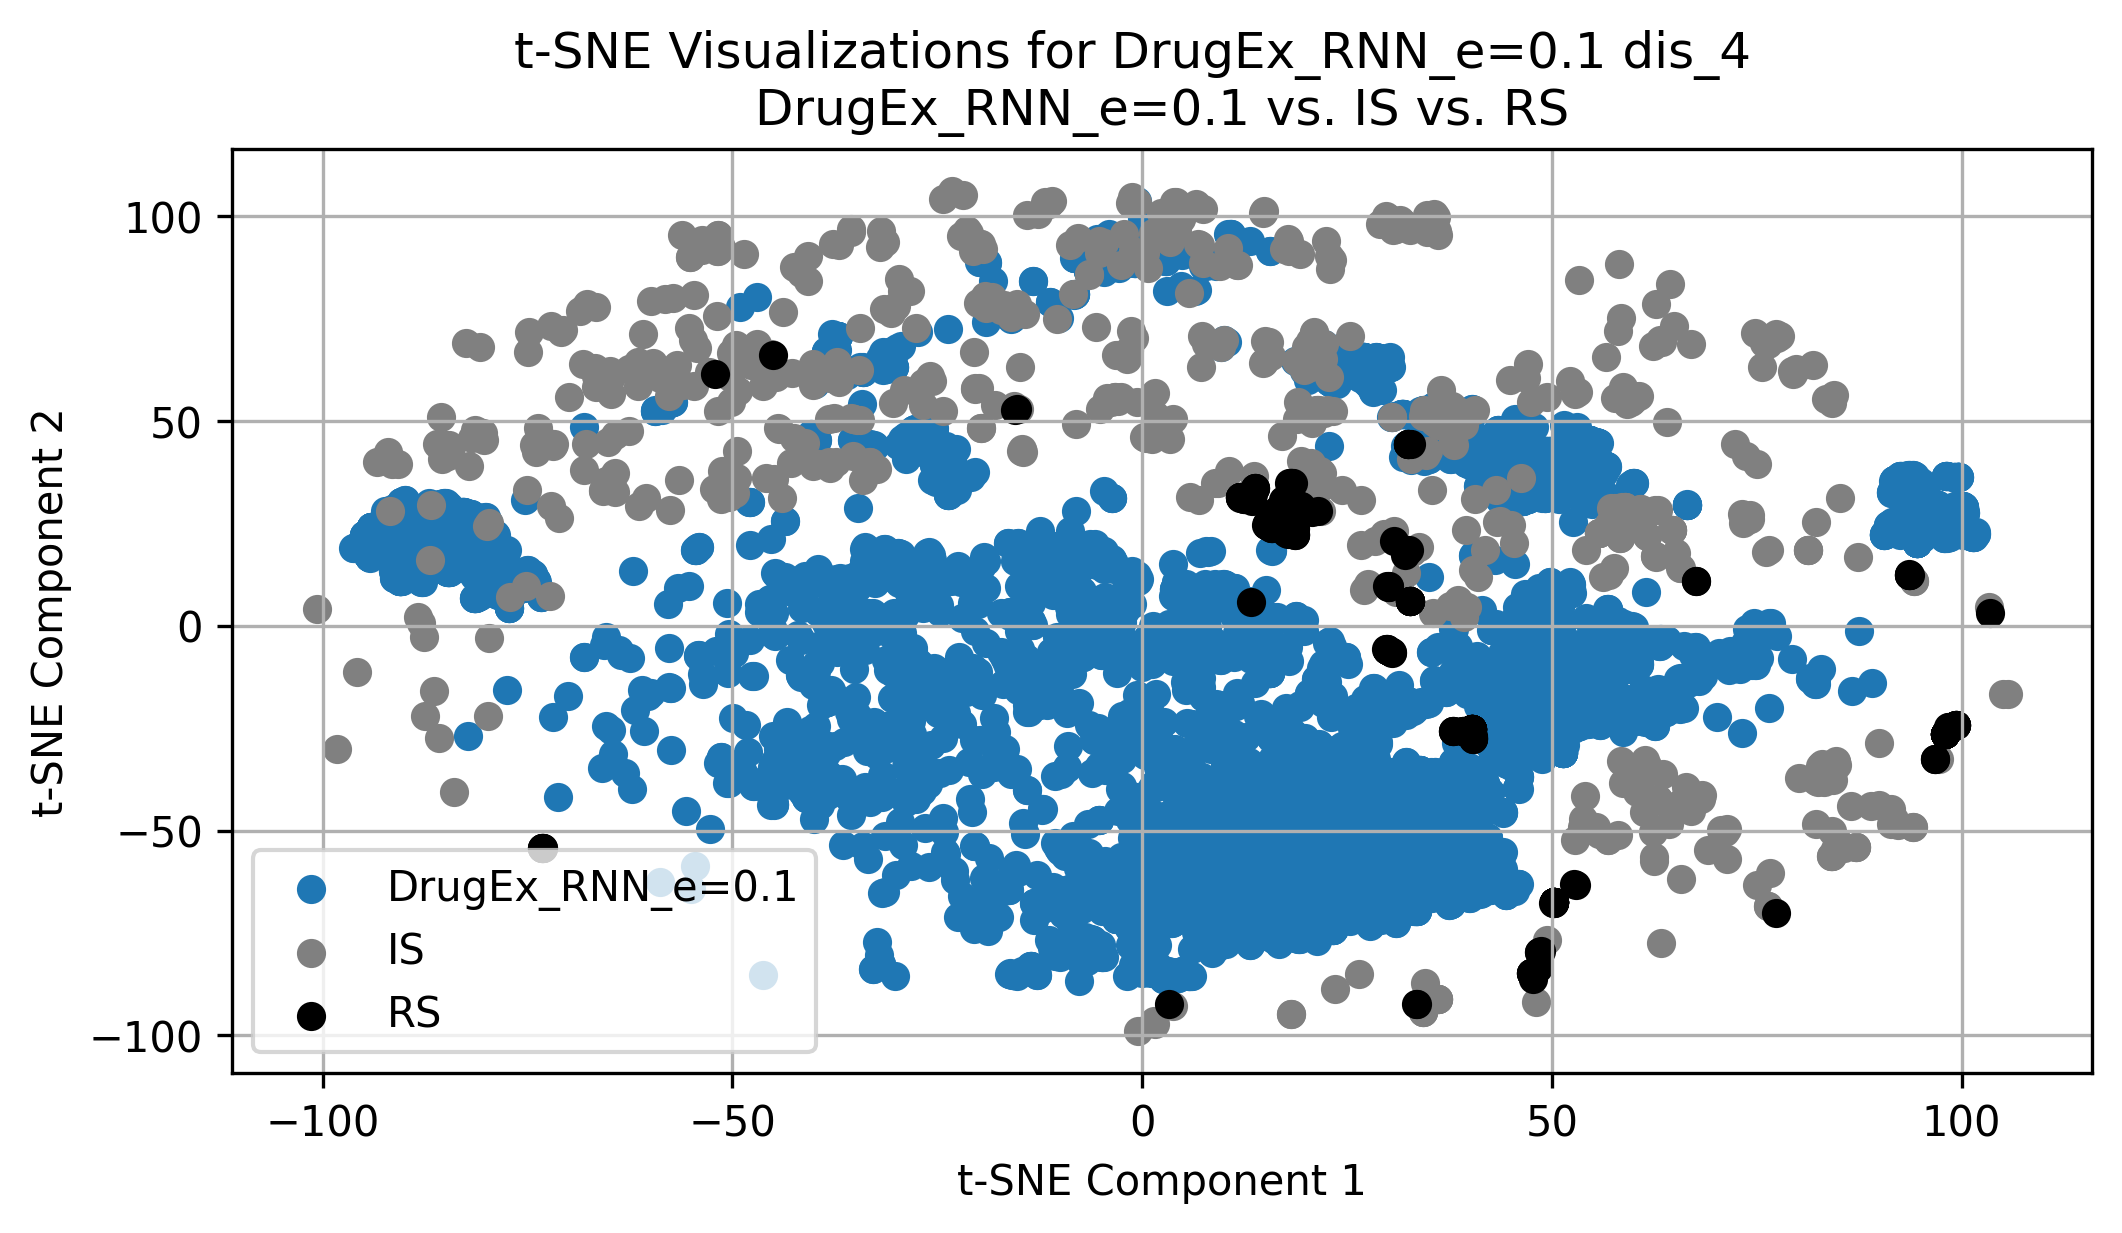 t-SNE Visualizations for DrugEx_RNN_e=0.1 dis_4
DrugEx_RNN_e=0.1 vs. IS vs. RS
t-SNE Component 2
100
50
0
−50
−100
DrugEx_RNN_e=0.1
IS
RS
−100
−50
0
50
100
t-SNE Component 1